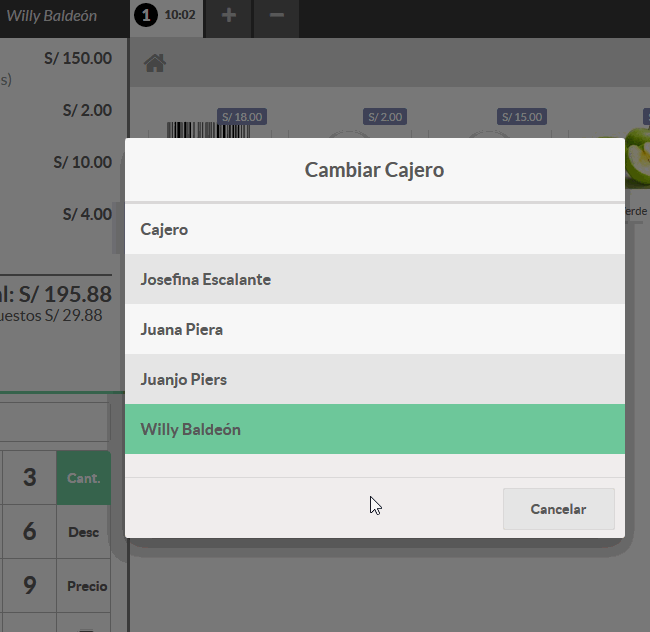 Willy Baldeón
1 10:02 + −
S/ 150.00
s)
S/ 2.00
S/ 10.00
S/ 4.00
l: S/ 195.88
uestos S/ 29.88
S/ 18.00
S/ 2.00
S/ 15.00
erde
Cambiar Cajero
Cajero
Josefina Escalante
Juana Piera
Juanjo Piers
Willy Baldeón
Cancelar
3 Cant.
6 Desc
9 Precio